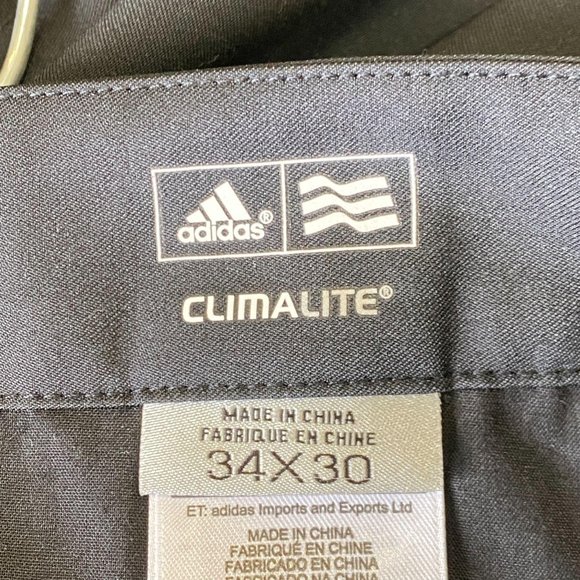 adidas®
CLIMALITE®
MADE IN CHINA
FABRIQUE EN CHINE
34X30
ET: adidas Imports and Exports Ltd
MADE IN CHINA
FABRIQUÉ EN CHINE
FABRICADO EN CHINA